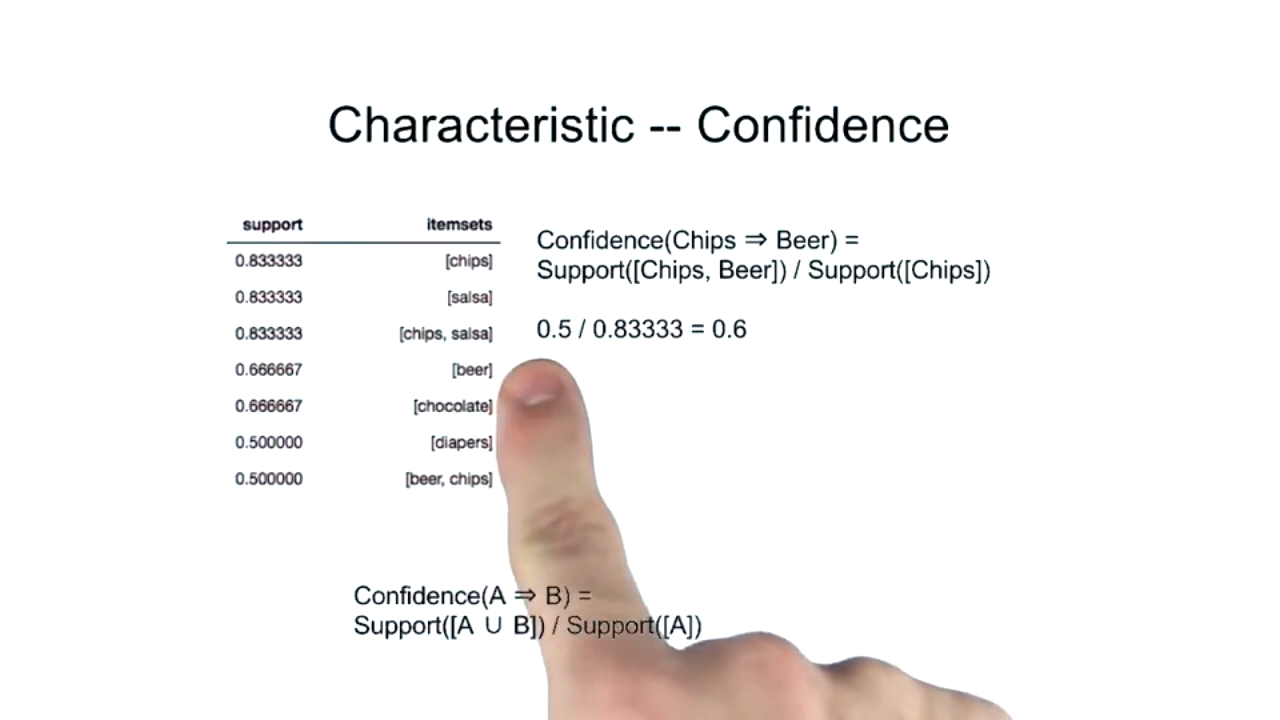 Characteristic -- Confidence
support itemsets
0.833333 [chips]
0.833333 [salsa]
0.833333 [chips, salsa]
0.666667 [beer]
0.666667 [chocolate]
0.500000 [diapers]
0.500000 [beer, chips]
Confidence(Chips ⇒ Beer) =
Support([Chips, Beer]) / Support([Chips])
0.5 / 0.83333 = 0.6
Confidence(A ⇒ B) =
Support([A ∪ B]) / Support([A])